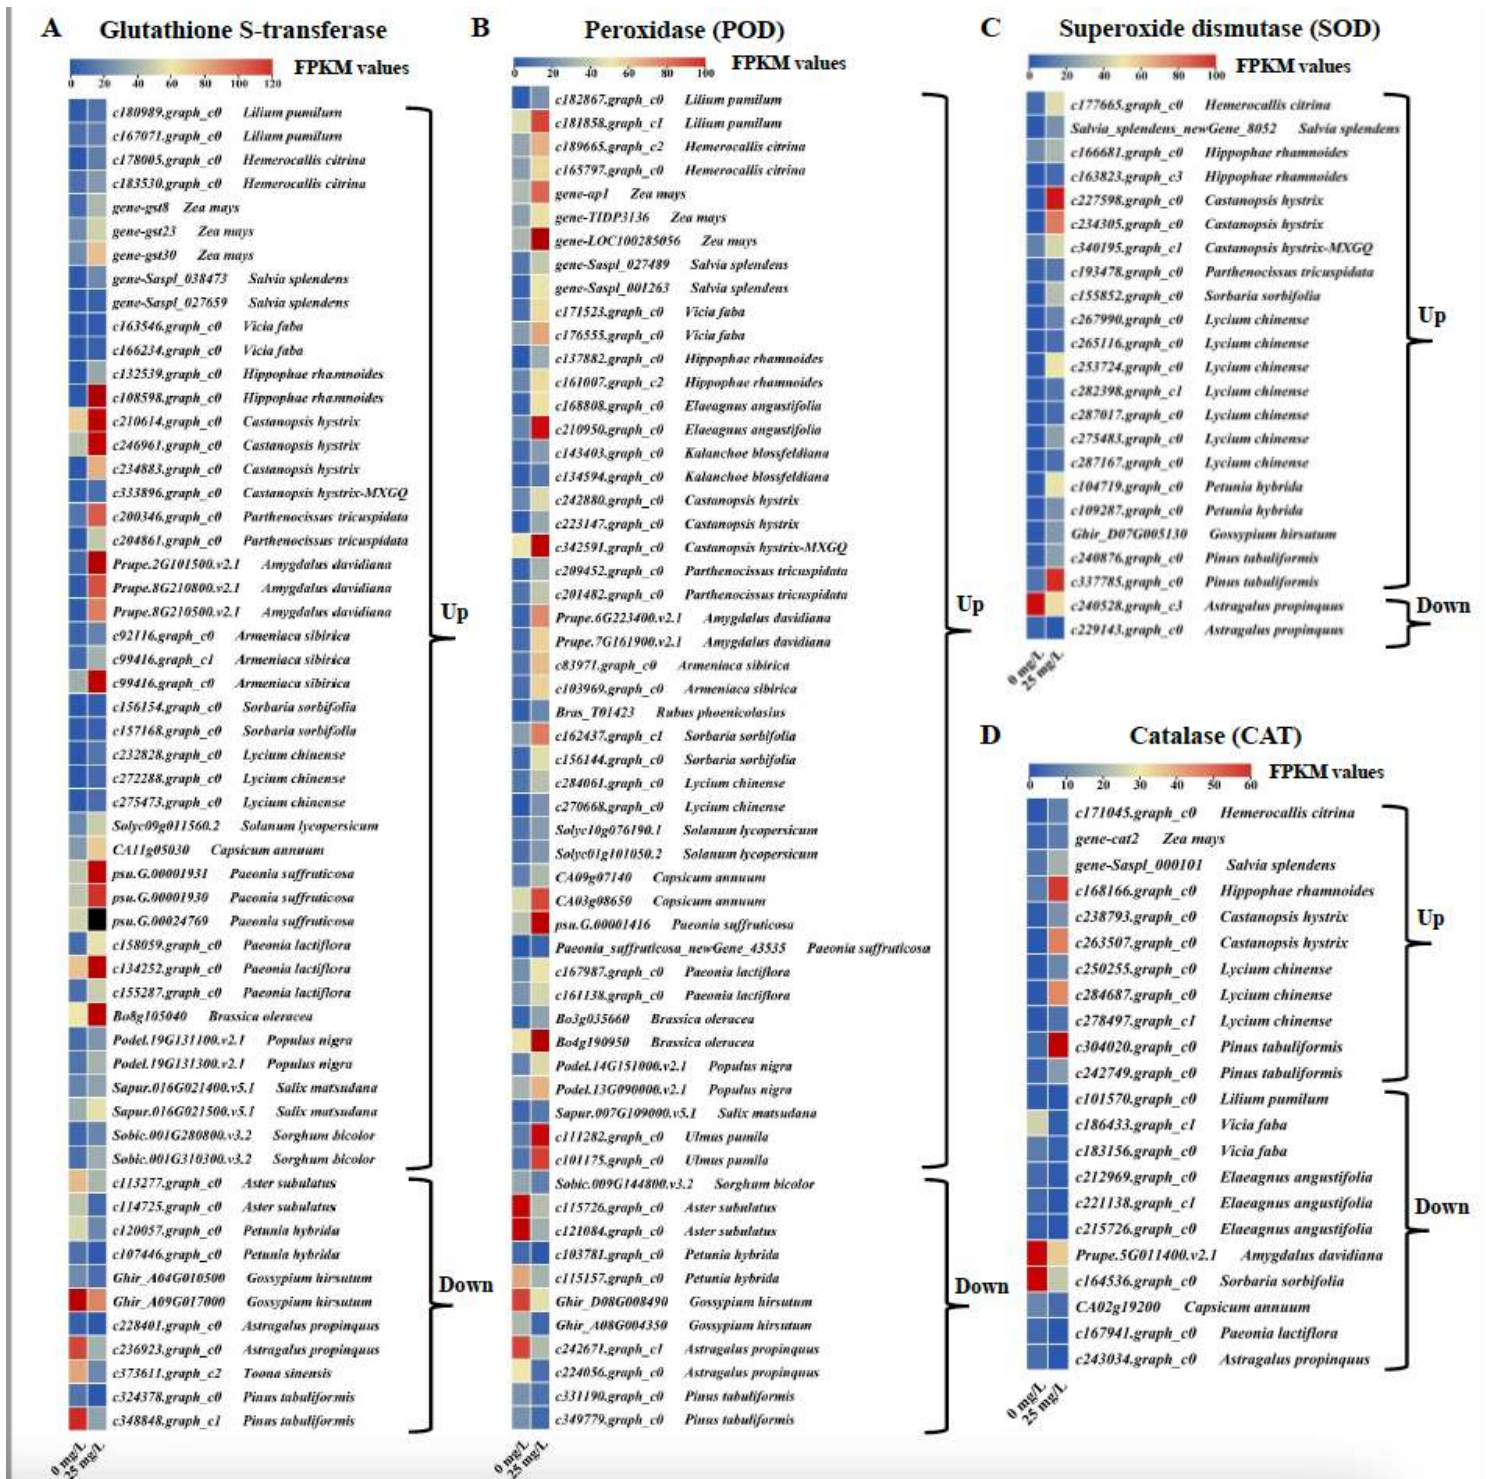 A Glutathione S-transferase
FPKM values
0 20 60 100 120
c180989.graph_c0 Lilium pumilum
c167071.graph_c0 Lilium pumilum
c178005.graph_c0 Hemerocallis citrina
c183530.graph_c0 Hemerocallis citrina
gene-gst8 Zea mays
gene-gst23 Zea mays
gene-gst30 Zea mays
gene-Saspl_038473 Salvia splendens
gene-Saspl_027659 Salvia splendens
c163546.graph_c0 Vicia faba
c166234.graph_c0 Vicia faba
c132539.graph_c0 Hippophae rhamnoides
c108598.graph_c0 Hippophae rhamnoides
c210614.graph_c0 Castanopsis hystrix
c246961.graph_c0 Castanopsis hystrix
c234883.graph_c0 Castanopsis hystrix
c333896.graph_c0 Castanopsis hystrix-MXGQ
c200346.graph_c0 Parthenocissus tricuspidata
c204861.graph_c0 Parthenocissus tricuspidata
Prupe.2G101500.v2.1 Amygdalus davidiana
Prupe.8G210800.v2.1 Amygdalus davidiana
Prupe.8G210500.v2.1 Amygdalus davidiana
c92116.graph_c0 Armeniaca sibirica
c99416.graph_c1 Armeniaca sibirica
c99416.graph_c0 Armeniaca sibirica
c156154.graph_c0 Sorbaria sorbifolia
c157168.graph_c0 Sorbaria sorbifolia
c232828.graph_c0 Lycium chinense
c272288.graph_c0 Lycium chinense
c275473.graph_c0 Lycium chinense
Solyc09g011560.2 Solanum lycopersicum
CA11g05030 Capsicum annuum
psu.G.00001931 Paeonia suffruticosa
psu.G.00001930 Paeonia suffruticosa
psu.G.00024769 Paeonia suffruticosa
c158059.graph_c0 Paeonia lactiflora
c134252.graph_c0 Paeonia lactiflora
c155287.graph_c0 Paeonia lactiflora
Bo8g105040 Brassica oleracea
Podel.19G131100.v2.1 Populus nigra
Podel.19G131300.v2.1 Populus nigra
Sapur.016G021400.v5.1 Salix matsudana
Sapur.016G021500.v5.1 Salix matsudana
Sobic.001G280800.v3.2 Sorghum bicolor
Sobic.001G310300.v3.2 Sorghum bicolor
c113277.graph_c0 Aster subulatus
c114725.graph_c0 Aster subulatus
c120057.graph_c0 Petunia hybrida
c107446.graph_c0 Petunia hybrida
Ghir_A04G010500 Gossypium hirsutum
Ghir_A09G017000 Gossypium hirsutum
c228401.graph_c0 Astragalus propinquus
c236923.graph_c0 Astragalus propinquus
c373611.graph_c2 Toona sinensis
c324378.graph_c0 Pinus tabuliformis
c348848.graph_c1 Pinus tabuliformis
Up
Down
0 mg/L
25 mg/L
B Peroxidase (POD)
FPKM values
0 20 40 60 80 100
c182867.graph_c0 Lilium pumilum
c181858.graph_c1 Lilium pumilum
c189665.graph_c2 Hemerocallis citrina
c165797.graph_c0 Hemerocallis citrina
gene-ap1 Zea mays
gene-TIDP3136 Zea mays
gene-LOC100285056 Zea mays
gene-Saspl_027489 Salvia splendens
gene-Saspl_001263 Salvia splendens
c171523.graph_c0 Vicia faba
c176555.graph_c0 Vicia faba
c137882.graph_c0 Hippophae rhamnoides
c161007.graph_c2 Hippophae rhamnoides
c168808.graph_c0 Elaeagnus angustifolia
c210950.graph_c0 Elaeagnus angustifolia
c143403.graph_c0 Kalanchoe blossfeldiana
c134594.graph_c0 Kalanchoe blossfeldiana
c242880.graph_c0 Castanopsis hystrix
c223147.graph_c0 Castanopsis hystrix
c342591.graph_c0 Castanopsis hystrix-MXGQ
c209452.graph_c0 Parthenocissus tricuspidata
c201482.graph_c0 Parthenocissus tricuspidata
Prupe.6G223400.v2.1 Amygdalus davidiana
Prupe.7G161900.v2.1 Amygdalus davidiana
c83971.graph_c0 Armeniaca sibirica
c103969.graph_c0 Armeniaca sibirica
Bras_T01423 Rubus phoenicolasius
c162437.graph_c1 Sorbaria sorbifolia
c156144.graph_c0 Sorbaria sorbifolia
c284061.graph_c0 Lycium chinense
c270668.graph_c0 Lycium chinense
Solyc10g076190.1 Solanum lycopersicum
Solyc01g101050.2 Solanum lycopersicum
CA09g07140 Capsicum annuum
CA03g08650 Capsicum annuum
psu.G.00001416 Paeonia suffruticosa
Paeonia_suffruticosa_newGene_43535 Paeonia suffruticosa
c167987.graph_c0 Paeonia lactiflora
c161138.graph_c0 Paeonia lactiflora
Bo3g035660 Brassica oleracea
Bo4g190950 Brassica oleracea
Podel.14G151000.v2.1 Populus nigra
Podel.13G090000.v2.1 Populus nigra
Sapur.007G109000.v5.1 Salix matsudana
c111282.graph_c0 Ulmus pumila
c101175.graph_c0 Ulmus pumila
Sobic.009G144800.v3.2 Sorghum bicolor
c115726.graph_c0 Aster subulatus
c121084.graph_c0 Aster subulatus
c103781.graph_c0 Petunia hybrida
c115157.graph_c0 Petunia hybrida
Ghir_D08G008490 Gossypium hirsutum
Ghir_A08G004350 Gossypium hirsutum
c242671.graph_c1 Astragalus propinquus
c224056.graph_c0 Astragalus propinquus
c331190.graph_c0 Pinus tabuliformis
c349779.graph_c0 Pinus tabuliformis
Up
Down
0 mg/L
25 mg/L
C Superoxide dismutase (SOD)
FPKM values
0 20 40 60 80 100
c177665.graph_c0 Hemerocallis citrina
Salvia_splendens_newGene_8052 Salvia splendens
c166681.graph_c0 Hippophae rhamnoides
c163823.graph_c3 Hippophae rhamnoides
c227598.graph_c0 Castanopsis hystrix
c234305.graph_c0 Castanopsis hystrix
c340195.graph_c1 Castanopsis hystrix-MXGQ
c193478.graph_c0 Parthenocissus tricuspidata
c155852.graph_c0 Sorbaria sorbifolia
c267990.graph_c0 Lycium chinense
c265116.graph_c0 Lycium chinense
c253724.graph_c0 Lycium chinense
c282398.graph_c1 Lycium chinense
c287017.graph_c0 Lycium chinense
c275483.graph_c0 Lycium chinense
c287167.graph_c0 Lycium chinense
c104719.graph_c0 Petunia hybrida
c109287.graph_c0 Petunia hybrida
Ghir_D07G005130 Gossypium hirsutum
c240876.graph_c0 Pinus tabuliformis
c337785.graph_c0 Pinus tabuliformis
c240528.graph_c3 Astragalus propinquus
c229143.graph_c0 Astragalus propinquus
Up
Down
0 mg/L
25 mg/L
D Catalase (CAT)
FPKM values
0 10 20 30 40 50 60
c171045.graph_c0 Hemerocallis citrina
gene-cat2 Zea mays
gene-Saspl_000101 Salvia splendens
c168166.graph_c0 Hippophae rhamnoides
c238793.graph_c0 Castanopsis hystrix
c263507.graph_c0 Castanopsis hystrix
c250255.graph_c0 Lycium chinense
c284687.graph_c0 Lycium chinense
c278497.graph_c1 Lycium chinense
c304020.graph_c0 Pinus tabuliformis
c242749.graph_c0 Pinus tabuliformis
c101570.graph_c0 Lilium pumilum
c186433.graph_c1 Vicia faba
c183156.graph_c0 Vicia faba
c212969.graph_c0 Elaeagnus angustifolia
c221138.graph_c1 Elaeagnus angustifolia
c215726.graph_c0 Elaeagnus angustifolia
Prupe.5G011400.v2.1 Amygdalus davidiana
c164536.graph_c0 Sorbaria sorbifolia
CA02g19200 Capsicum annuum
c167941.graph_c0 Paeonia lactiflora
c243034.graph_c0 Astragalus propinquus
Up
Down
0 mg/L
25 mg/L